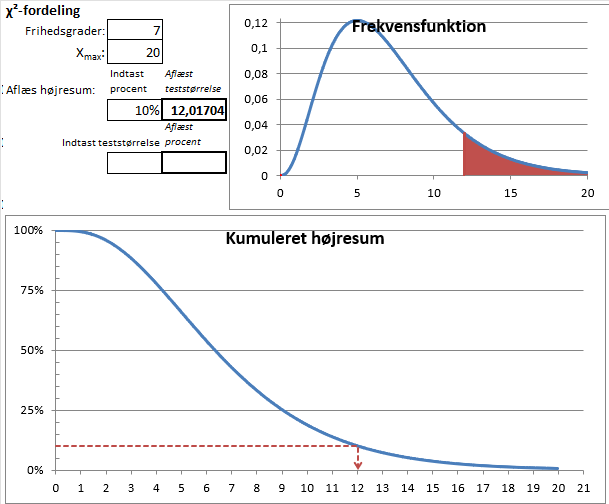 χ²-fordeling
Frihedsgrader: 7
Xmax: 20
Indtast Aflæst
Aflæs højresum: procent teststørrelse
10% 12,01704
Aflæst
Indtast teststørrelse procent
Frekvensfunktion
0,12
0,1
0,08
0,06
0,04
0,02
0
0 5 10 15 20
Kumuleret højresum
100%
75%
50%
25%
0%
0 1 2 3 4 5 6 7 8 9 10 11 12 13 14 15 16 17 18 19 20 21